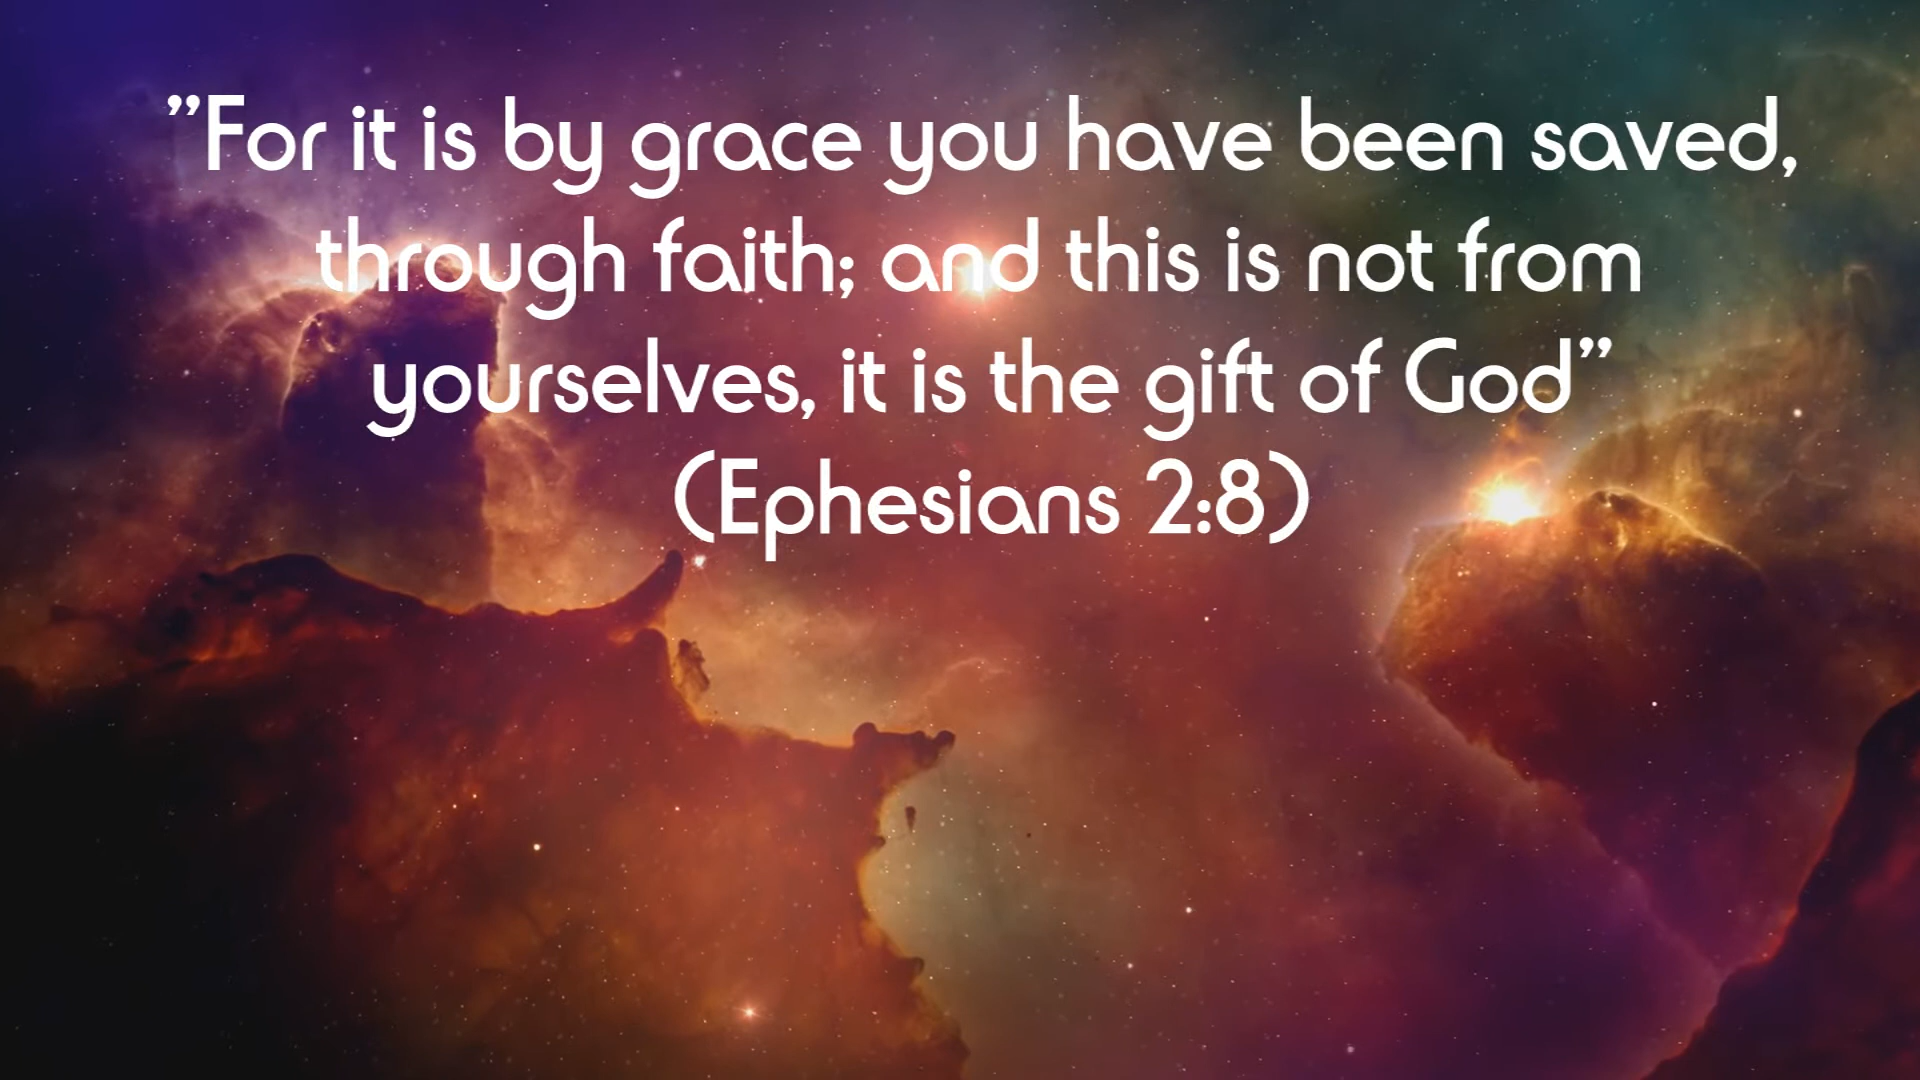 ”For it is by grace you have been saved,
through faith; and this is not from
yourselves, it is the gift of God”
(Ephesians 2:8)